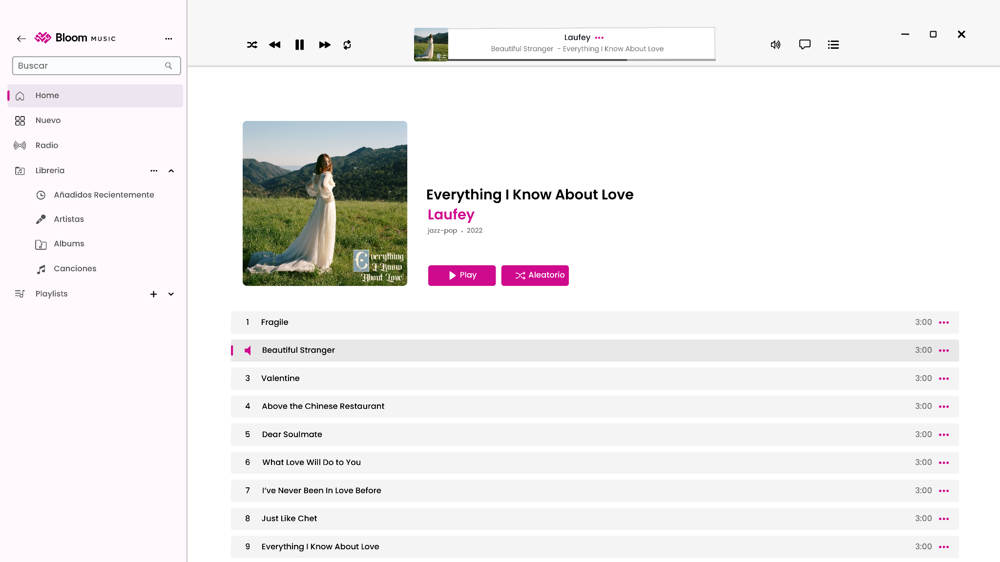 Bloom MUSIC
Buscar
Home
Nuevo
Radio
Libreria
Añadidos Recientemente
Artistas
Albums
Canciones
Playlists
Laufey
Beautiful Stranger - Everything I Know About Love
Everything
I Know
About Love
Everything I Know About Love
Laufey
jazz-pop . 2022
Play
Aleatorio
1 Fragile 3:00
Beautiful Stranger 3:00
3 Valentine 3:00
4 Above the Chinese Restaurant 3:00
5 Dear Soulmate 3:00
6 What Love Will Do to You 3:00
7 I’ve Never Been In Love Before 3:00
8 Just Like Chet 3:00
9 Everything I Know About Love 3:00